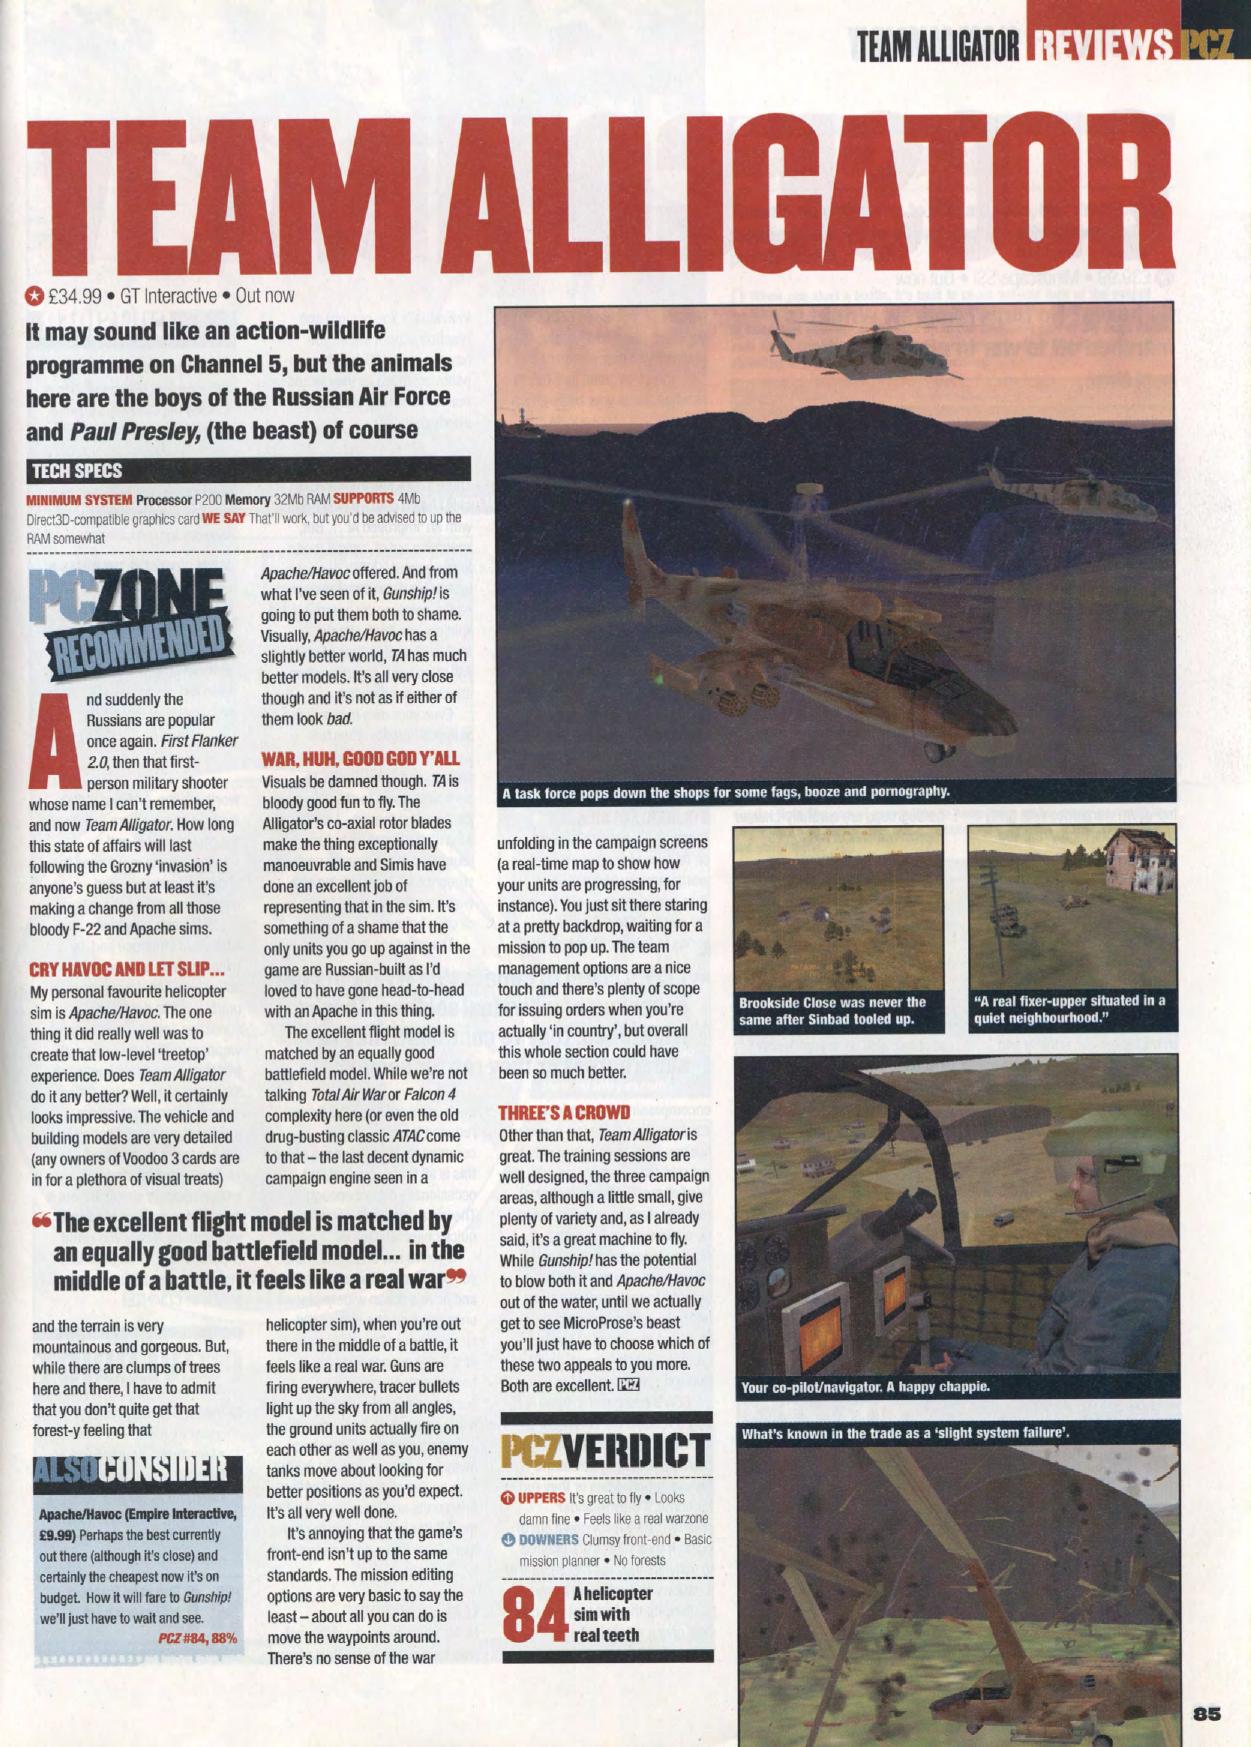 TEAM ALLIGATOR REVIEWS PCZ
TEAM ALLIGATOR
£34.99 • GT Interactive • Out now
It may sound like an action-wildlife
programme on Channel 5, but the animals
here are the boys of the Russian Air Force
and Paul Presley, (the beast) of course
TECH SPECS
MINIMUM SYSTEM Processor P200 Memory 32Mb RAM SUPPORTS 4Mb
Direct3D-compatible graphics card WE SAY That'll work, but you'd be advised to up the
RAM somewhat
PCZONE
RECOMMENDED
And suddenly the
Russians are popular
once again. First Flanker
2.0, then that first-
person military shooter
whose name I can't remember,
and now Team Alligator. How long
this state of affairs will last
following the Grozny 'invasion' is
anyone's guess but at least it's
making a change from all those
bloody F-22 and Apache sims.
CRY HAVOC AND LET SLIP...
My personal favourite helicopter
sim is Apache/Havoc. The one
thing it did really well was to
create that low-level 'treetop'
experience. Does Team Alligator
do it any better? Well, it certainly
looks impressive. The vehicle and
building models are very detailed
(any owners of Voodoo 3 cards are
in for a plethora of visual treats)
and the terrain is very
mountainous and gorgeous. But,
while there are clumps of trees
here and there, I have to admit
that you don't quite get that
forest-y feeling that
Apache/Havoc offered. And from
what I've seen of it, Gunship! is
going to put them both to shame.
Visually, Apache/Havoc has a
slightly better world, TA has much
better models. It's all very close
though and it's not as if either of
them look bad.
WAR, HUH, GOOD GOD Y'ALL
Visuals be damned though. TA is
bloody good fun to fly. The
Alligator's co-axial rotor blades
make the thing exceptionally
manoeuvrable and Simis have
done an excellent job of
representing that in the sim. It's
something of a shame that the
only units you go up against in the
game are Russian-built as I'd
loved to have gone head-to-head
with an Apache in this thing.
The excellent flight model is
matched by an equally good
battlefield model. While we're not
talking Total Air War or Falcon 4
complexity here (or even the old
drug-busting classic ATAC come
to that – the last decent dynamic
campaign engine seen in a
helicopter sim), when you're out
there in the middle of a battle, it
feels like a real war. Guns are
firing everywhere, tracer bullets
light up the sky from all angles,
the ground units actually fire on
each other as well as you, enemy
tanks move about looking for
better positions as you'd expect.
It's all very well done.
It's annoying that the game's
front-end isn't up to the same
standards. The mission editing
options are very basic to say the
least – about all you can do is
move the waypoints around.
There's no sense of the war
“The excellent flight model is matched by
an equally good battlefield model... in the
middle of a battle, it feels like a real war”
ALSO CONSIDER
Apache/Havoc (Empire Interactive,
£9.99) Perhaps the best currently
out there (although it's close) and
certainly the cheapest now it's on
budget. How it will fare to Gunship!
we'll just have to wait and see.
PCZ #84, 88%
A task force pops down the shops for some fags, booze and pornography.
unfolding in the campaign screens
(a real-time map to show how
your units are progressing, for
instance). You just sit there staring
at a pretty backdrop, waiting for a
mission to pop up. The team
management options are a nice
touch and there's plenty of scope
for issuing orders when you're
actually 'in country', but overall
this whole section could have
been so much better.
THREE'S A CROWD
Other than that, Team Alligator is
great. The training sessions are
well designed, the three campaign
areas, although a little small, give
plenty of variety and, as I already
said, it's a great machine to fly.
While Gunship! has the potential
to blow both it and Apache/Havoc
out of the water, until we actually
get to see MicroProse's beast
you'll just have to choose which of
these two appeals to you more.
Both are excellent. PCZ
PCZVERDICT
UPPERS It's great to fly • Looks
damn fine • Feels like a real warzone
DOWNERS Clumsy front-end • Basic
mission planner • No forests
84
A helicopter
sim with
real teeth
Brookside Close was never the
same after Sinbad tooled up.
"A real fixer-upper situated in a
quiet neighbourhood."
Your co-pilot/navigator. A happy chappie.
What's known in the trade as a 'slight system failure'.
85